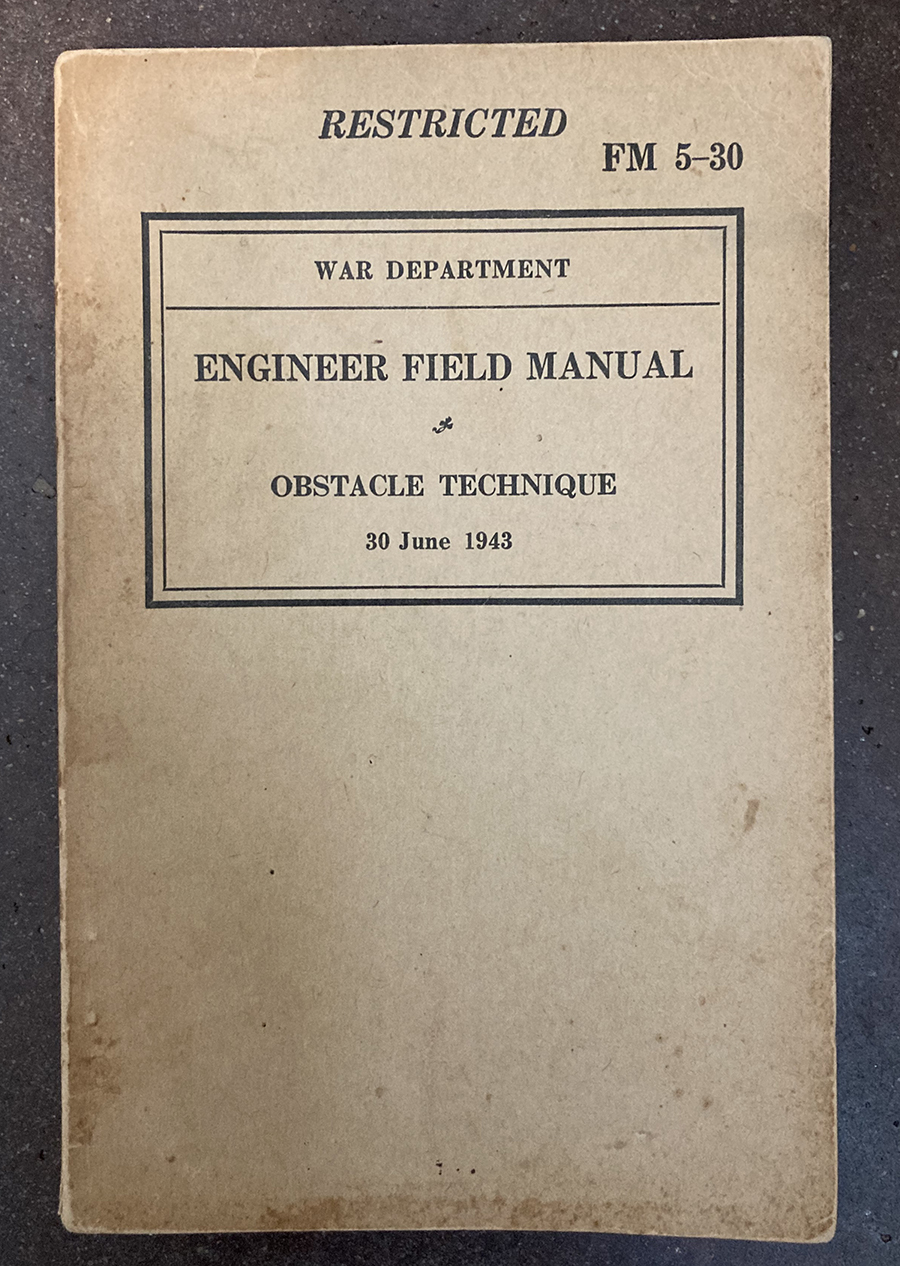 RESTRICTED
FM 5–30
WAR DEPARTMENT
ENGINEER FIELD MANUAL
OBSTACLE TECHNIQUE
30 June 1943